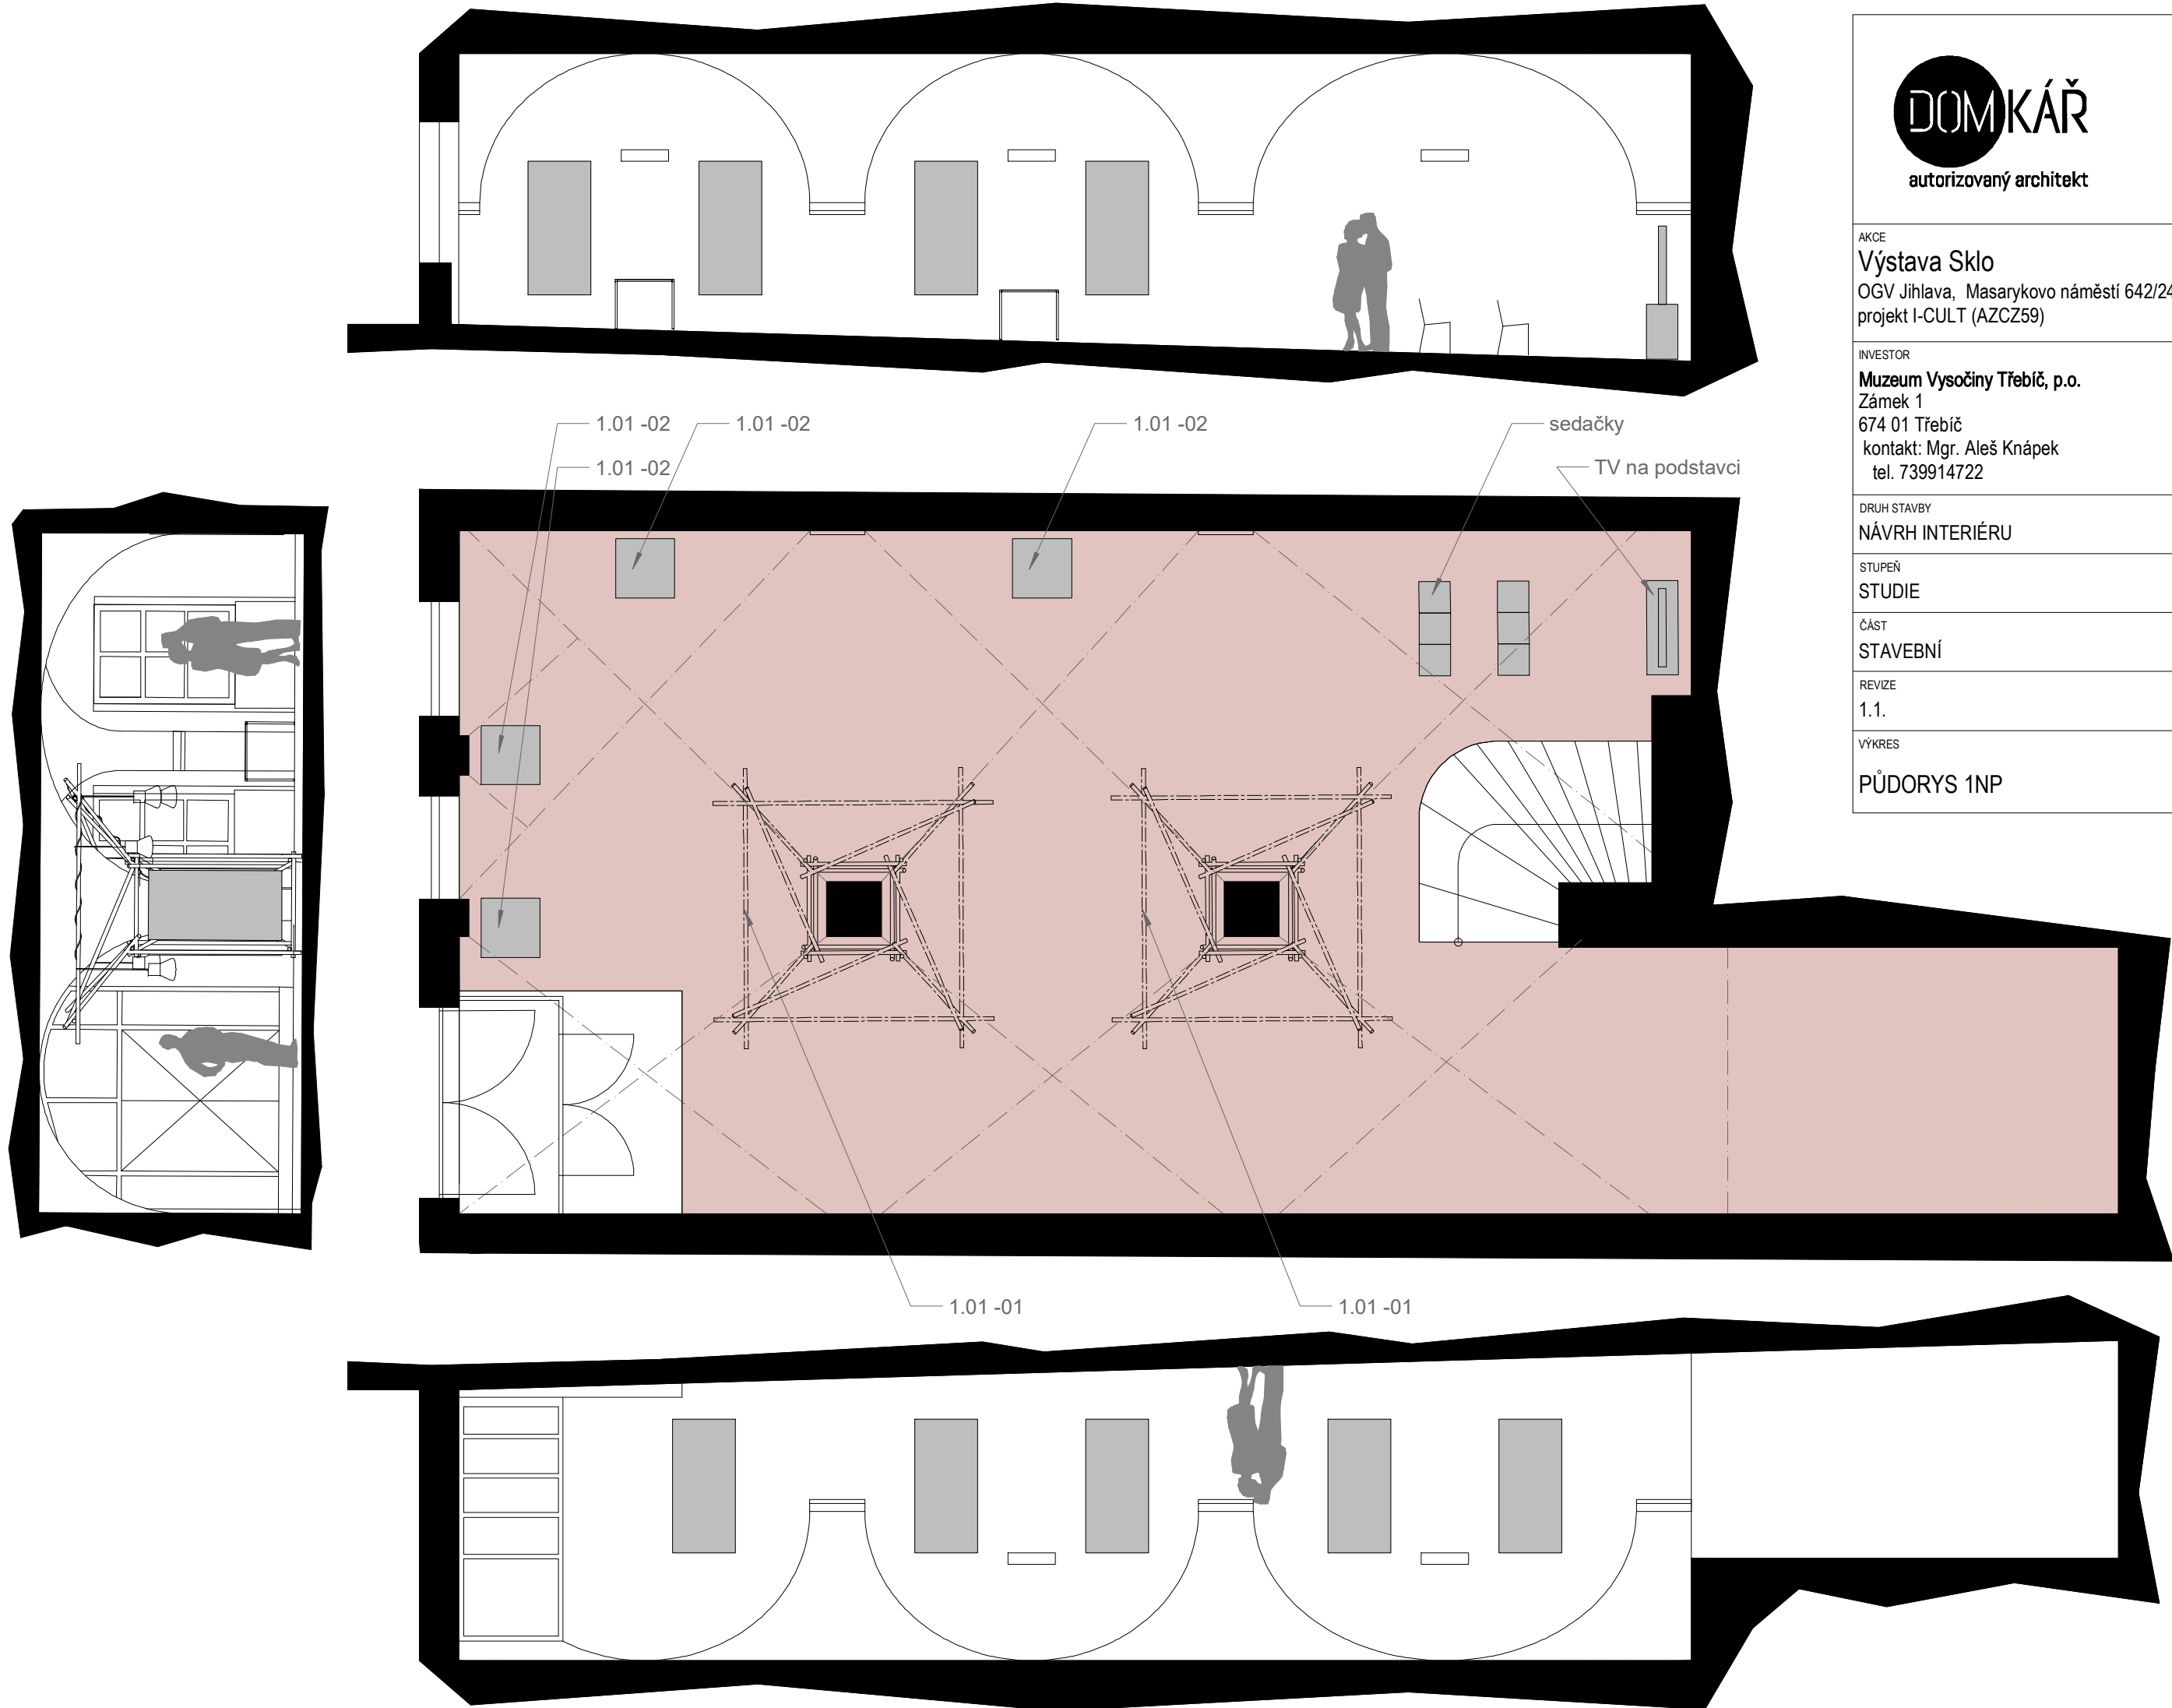 DOMKÁŘ
autorizovaný architekt
AKCE
Výstava Sklo
OGV Jihlava, Masarykovo náměstí 642/24
projekt I-CULT (AZCZ59)
INVESTOR
Muzeum Vysočiny Třebíč, p.o.
Zámek 1
674 01 Třebíč
kontakt: Mgr. Aleš Knápek
tel. 739914722
DRUH STAVBY
NÁVRH INTERIÉRU
STUPEŇ
STUDIE
ČÁST
STAVEBNÍ
REVIZE
1.1.
VÝKRES
PŮDORYS 1NP
1.01 -02
1.01 -02
1.01 -02
sedačky
1.01 -02
TV na podstavci
1.01 -01
1.01 -01